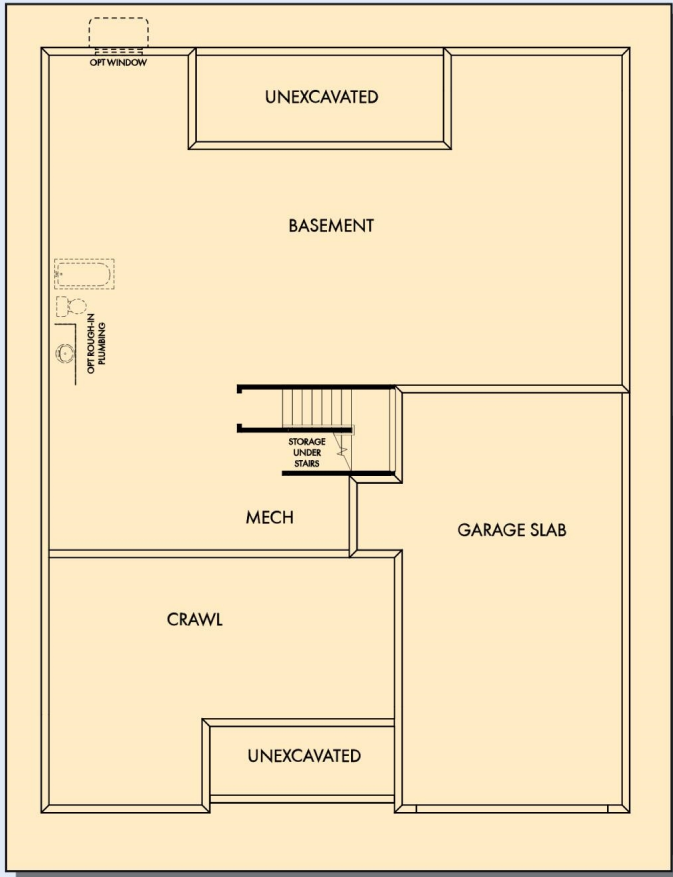 OPT WINDOW
UNEXCAVATED
BASEMENT
OPT ROUGH-IN
PLUMBING
STORAGE
UNDER
STAIRS
MECH
GARAGE SLAB
CRAWL
UNEXCAVATED